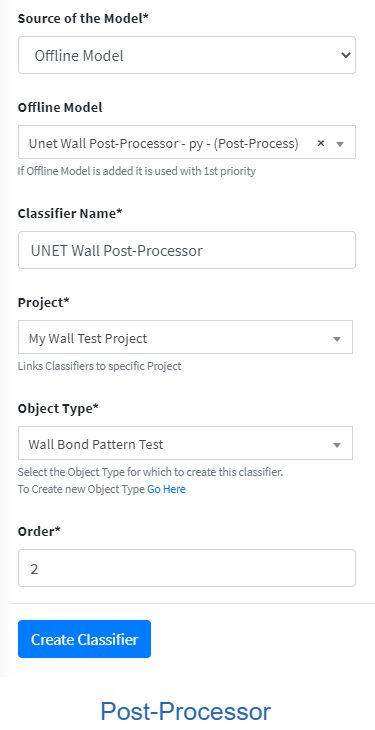 Source of the Model*
Offline Model
Offline Model
Unet Wall Post-Processor - py - (Post-Process) ×
If Offline Model is added it is used with 1st priority
Classifier Name*
UNET Wall Post-Processor
Project*
My Wall Test Project
Links Classifiers to specific Project
Object Type*
Wall Bond Pattern Test
Select the Object Type for which to create this classifier.
To Create new Object Type Go Here
Order*
2
Create Classifier
Post-Processor